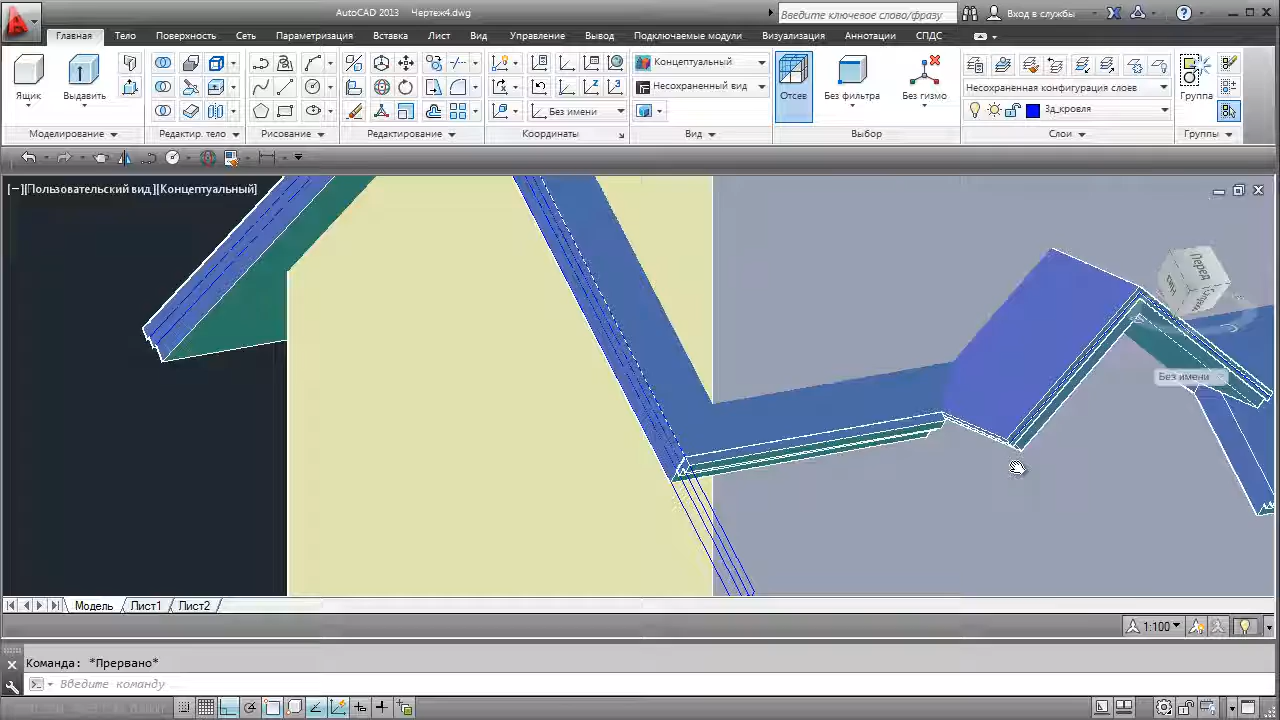 AutoCAD 2013 Чертеж4.dwg
Введите ключевое слово/фразу
Вход в службы
Главная Тело Поверхность Сеть Параметризация Вставка Лист Вид Управление Вывод Подключаемые модули Визуализация Аннотации СПДС
Ящик Выдавить
Концептуальный
Несохраненный вид
Без имени
Отсев Без фильтра Без гизмо
Несохраненная конфигурация слоев
3д_кровля
Группа
Моделирование Редактир. тело Рисование Редактирование Координаты Вид Выбор Слои Группы
[−][Пользовательский вид][Концептуальный]
Перед
Без имени
Модель Лист1 Лист2
1:100
Команда: *Прервано*
Введите команду